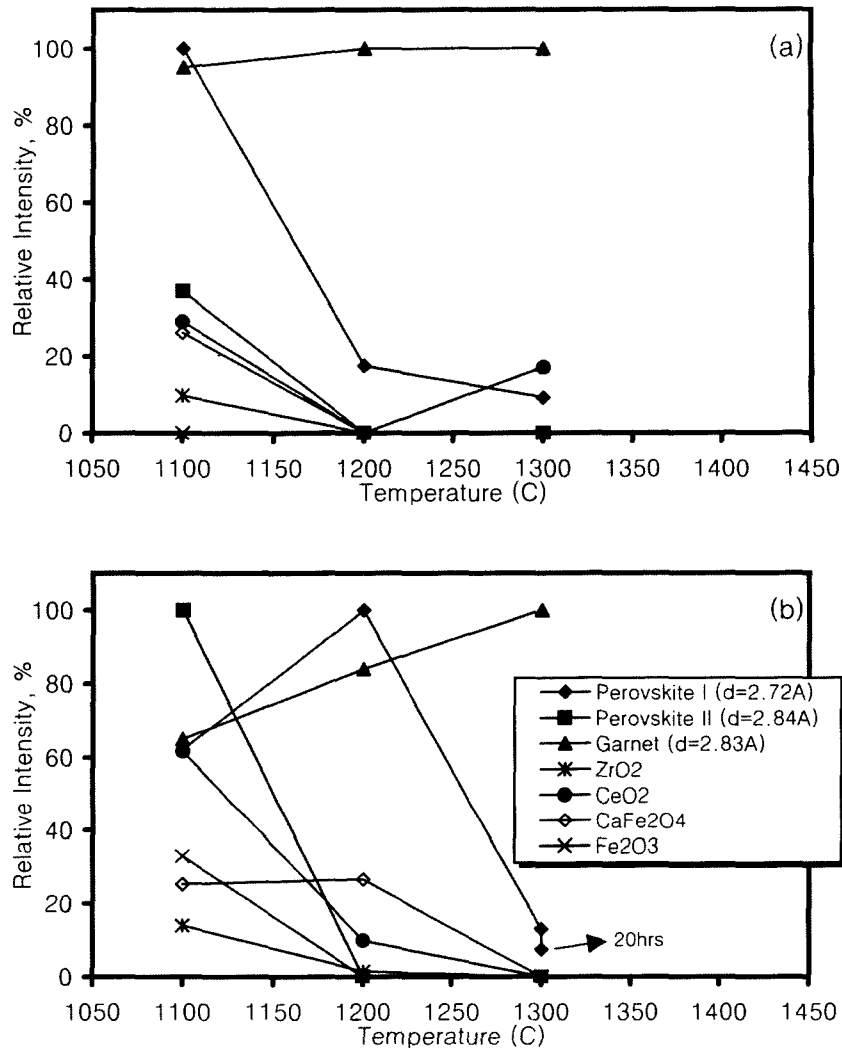 (a)
Relative Intensity, %
100
80
60
40
20
0
1050 1100 1150 1200 1250 1300 1350 1400 1450
Temperature (C)
(b)
Relative Intensity, %
100
80
60
40
20
0
Perovskite I (d=2.72A)
Perovskite II (d=2.84A)
Garnet (d=2.83A)
ZrO2
CeO2
CaFe2O4
Fe2O3
20hrs
1050 1100 1150 1200 1250 1300 1350 1400 1450
Temperature (C)